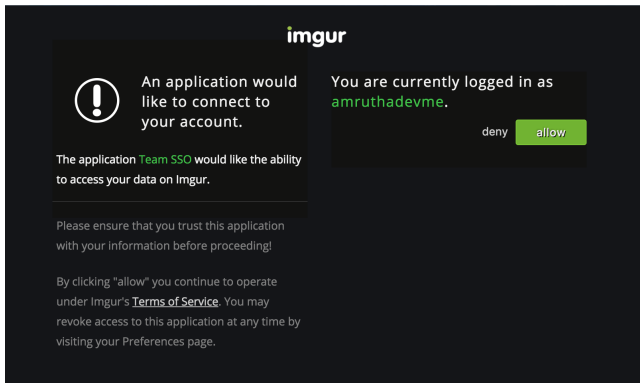 imgur
An application would
like to connect to
your account.
The application Team SSO would like the ability
to access your data on Imgur.
Please ensure that you trust this application
with your information before proceeding!
By clicking "allow" you continue to operate
under Imgur's Terms of Service. You may
revoke access to this application at any time by
visiting your Preferences page.
You are currently logged in as
amruthadevme.
deny allow